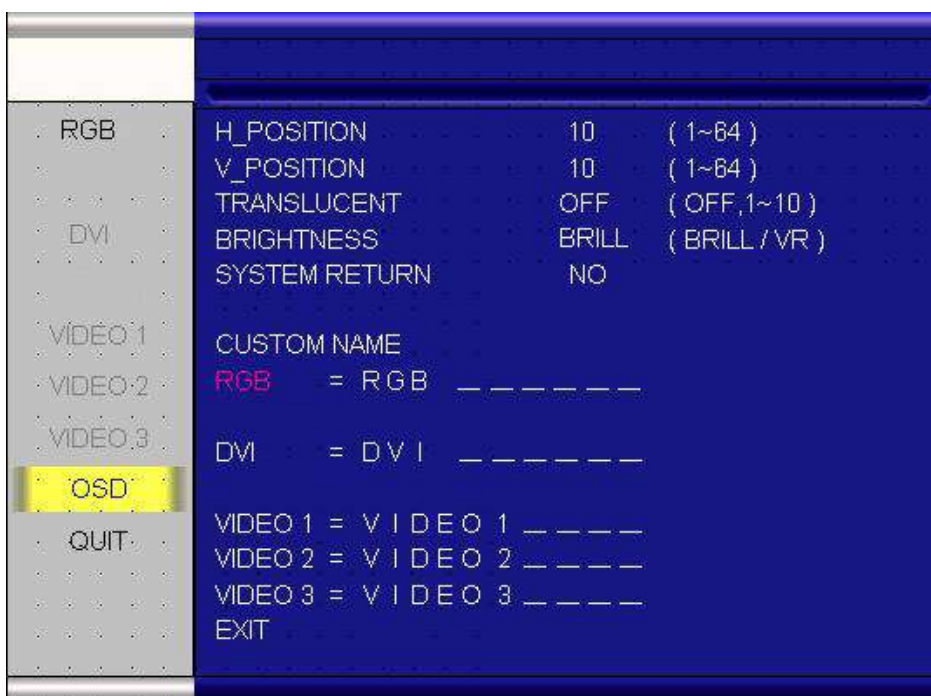 RGB
DVI
VIDEO 1
VIDEO 2
VIDEO 3
OSD
QUIT
H_POSITION 10 ( 1~64 )
V_POSITION 10 ( 1~64 )
TRANSLUCENT OFF ( OFF,1~10 )
BRIGHTNESS BRILL ( BRILL / VR )
SYSTEM RETURN NO
CUSTOM NAME
RGB = R G B _ _ _ _ _ _
DVI = D V I _ _ _ _ _ _
VIDEO 1 = V I D E O 1 _ _ _ _
VIDEO 2 = V I D E O 2 _ _ _ _
VIDEO 3 = V I D E O 3 _ _ _ _
EXIT